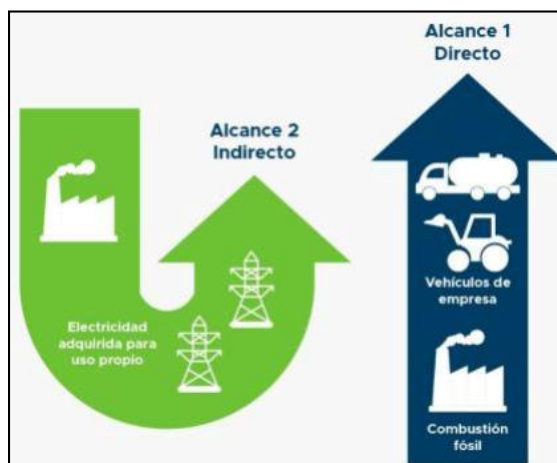 Alcance 1
Directo
Alcance 2
Indirecto
Electricidad
adquirida para
uso propio
Vehículos de
empresa
Combustión
fósil